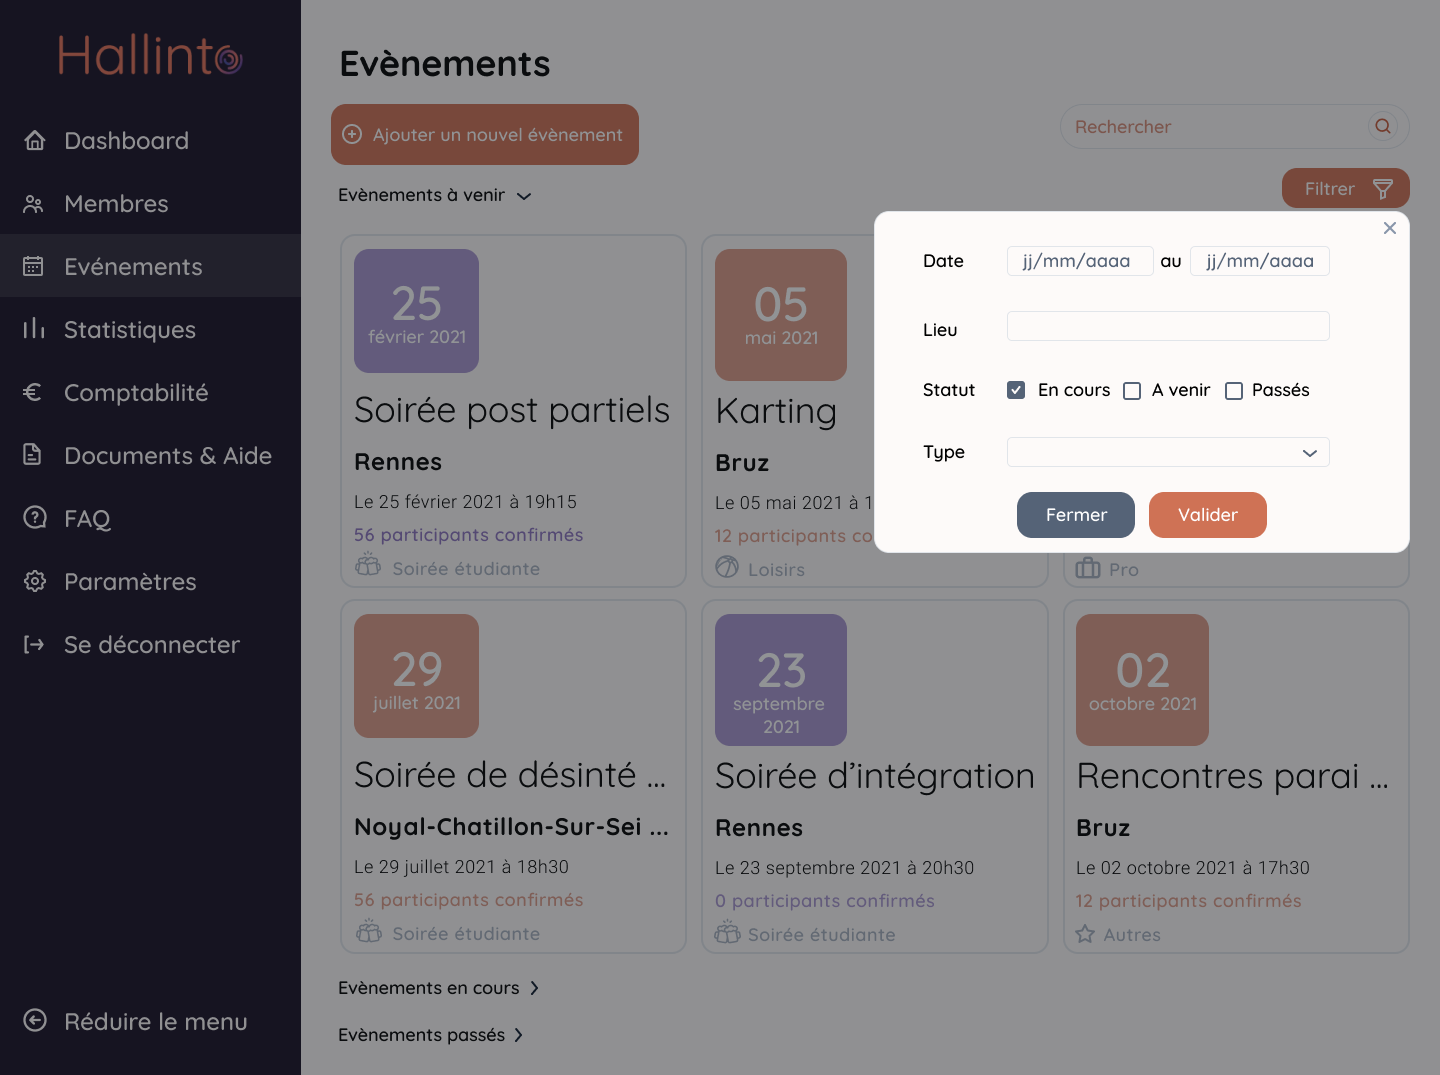 Hallinto
Dashboard
Membres
Evénements
Statistiques
Comptabilité
Documents & Aide
FAQ
Paramètres
Se déconnecter
Réduire le menu
Evènements
Ajouter un nouvel évènement
Rechercher
Evènements à venir
Filtrer
Date jj/mm/aaaa au jj/mm/aaaa
Lieu
Statut En cours A venir Passés
Type
Fermer Valider
25
février 2021
Soirée post partiels
Rennes
Le 25 février 2021 à 19h15
56 participants confirmés
Soirée étudiante
05
mai 2021
Karting
Bruz
Le 05 mai 2021 à 1
12 participants co
Loisirs
Pro
29
juillet 2021
Soirée de désinté ...
Noyal-Chatillon-Sur-Sei ...
Le 29 juillet 2021 à 18h30
56 participants confirmés
Soirée étudiante
23
septembre
2021
Soirée d'intégration
Rennes
Le 23 septembre 2021 à 20h30
0 participants confirmés
Soirée étudiante
02
octobre 2021
Rencontres parai ...
Bruz
Le 02 octobre 2021 à 17h30
12 participants confirmés
Autres
Evènements en cours
Evènements passés